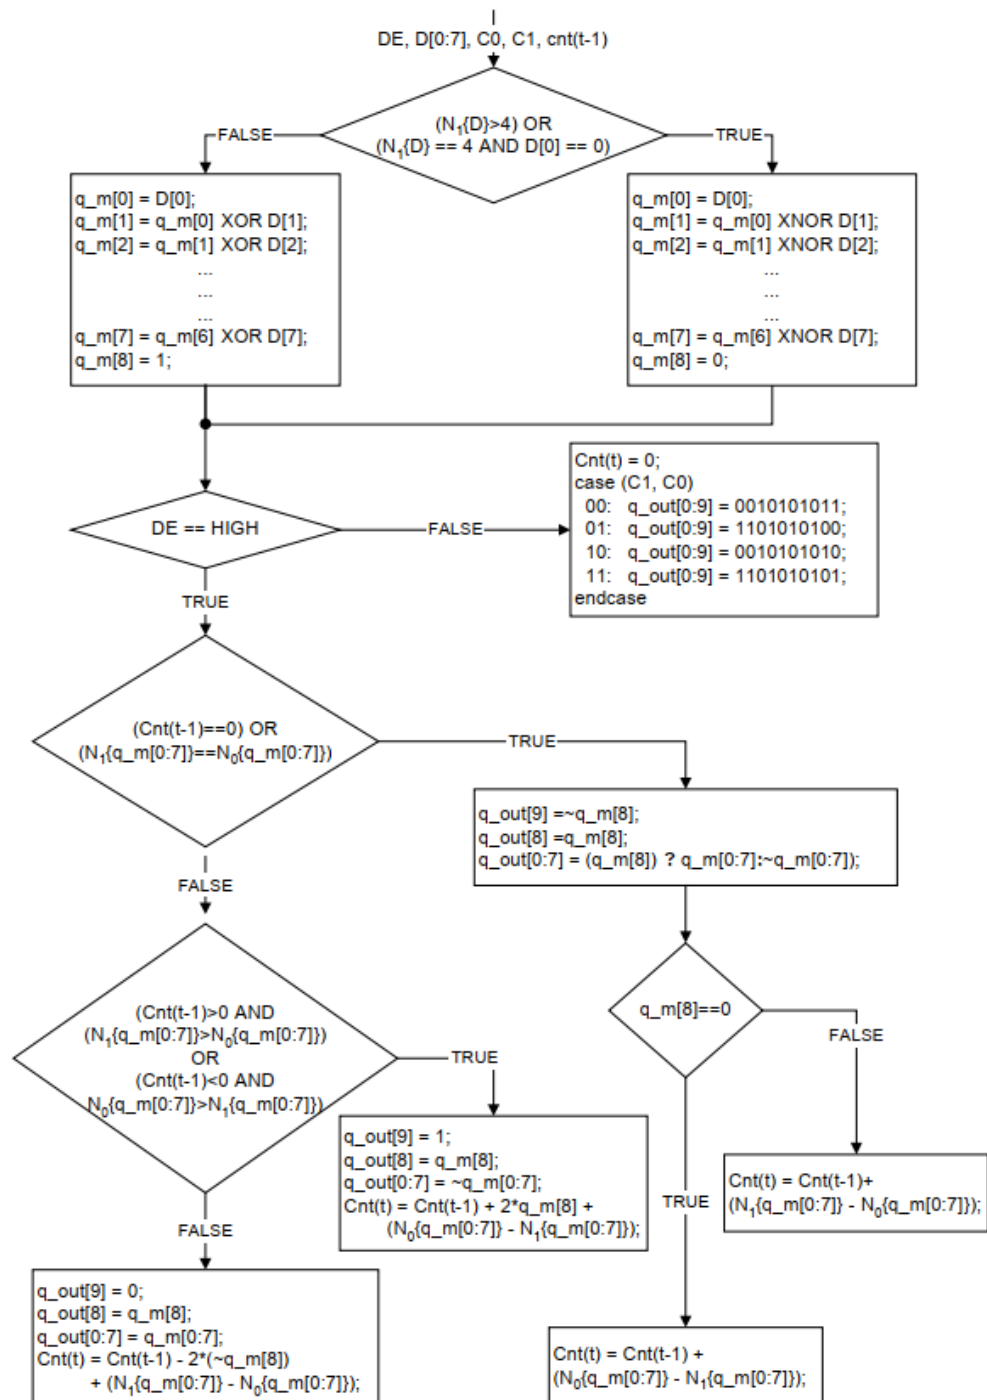 DE, D[0:7], C0, C1, cnt(t-1)
(N₁{D}>4) OR
(N₁{D} == 4 AND D[0] == 0)
FALSE
TRUE
q_m[0] = D[0];
q_m[1] = q_m[0] XOR D[1];
q_m[2] = q_m[1] XOR D[2];
...
...
...
q_m[7] = q_m[6] XOR D[7];
q_m[8] = 1;
q_m[0] = D[0];
q_m[1] = q_m[0] XNOR D[1];
q_m[2] = q_m[1] XNOR D[2];
...
...
...
q_m[7] = q_m[6] XNOR D[7];
q_m[8] = 0;
DE == HIGH
FALSE
Cnt(t) = 0;
case (C1, C0)
00: q_out[0:9] = 0010101011;
01: q_out[0:9] = 1101010100;
10: q_out[0:9] = 0010101010;
11: q_out[0:9] = 1101010101;
endcase
TRUE
(Cnt(t-1)==0) OR
(N₁{q_m[0:7]}==N₀{q_m[0:7]})
TRUE
q_out[9] =~q_m[8];
q_out[8] =q_m[8];
q_out[0:7] = (q_m[8]) ? q_m[0:7]:~q_m[0:7]);
FALSE
(Cnt(t-1)>0 AND
(N₁{q_m[0:7]}>N₀{q_m[0:7]})
OR
(Cnt(t-1)<0 AND
N₀{q_m[0:7]}>N₁{q_m[0:7]})
TRUE
q_m[8]==0
FALSE
q_out[9] = 1;
q_out[8] = q_m[8];
q_out[0:7] = ~q_m[0:7];
Cnt(t) = Cnt(t-1) + 2*q_m[8] +
(N₀{q_m[0:7]} - N₁{q_m[0:7]});
Cnt(t) = Cnt(t-1)+
(N₁{q_m[0:7]} - N₀{q_m[0:7]});
TRUE
FALSE
q_out[9] = 0;
q_out[8] = q_m[8];
q_out[0:7] = q_m[0:7];
Cnt(t) = Cnt(t-1) - 2*(~q_m[8])
+ (N₁{q_m[0:7]} - N₀{q_m[0:7]});
Cnt(t) = Cnt(t-1) +
(N₀{q_m[0:7]} - N₁{q_m[0:7]});